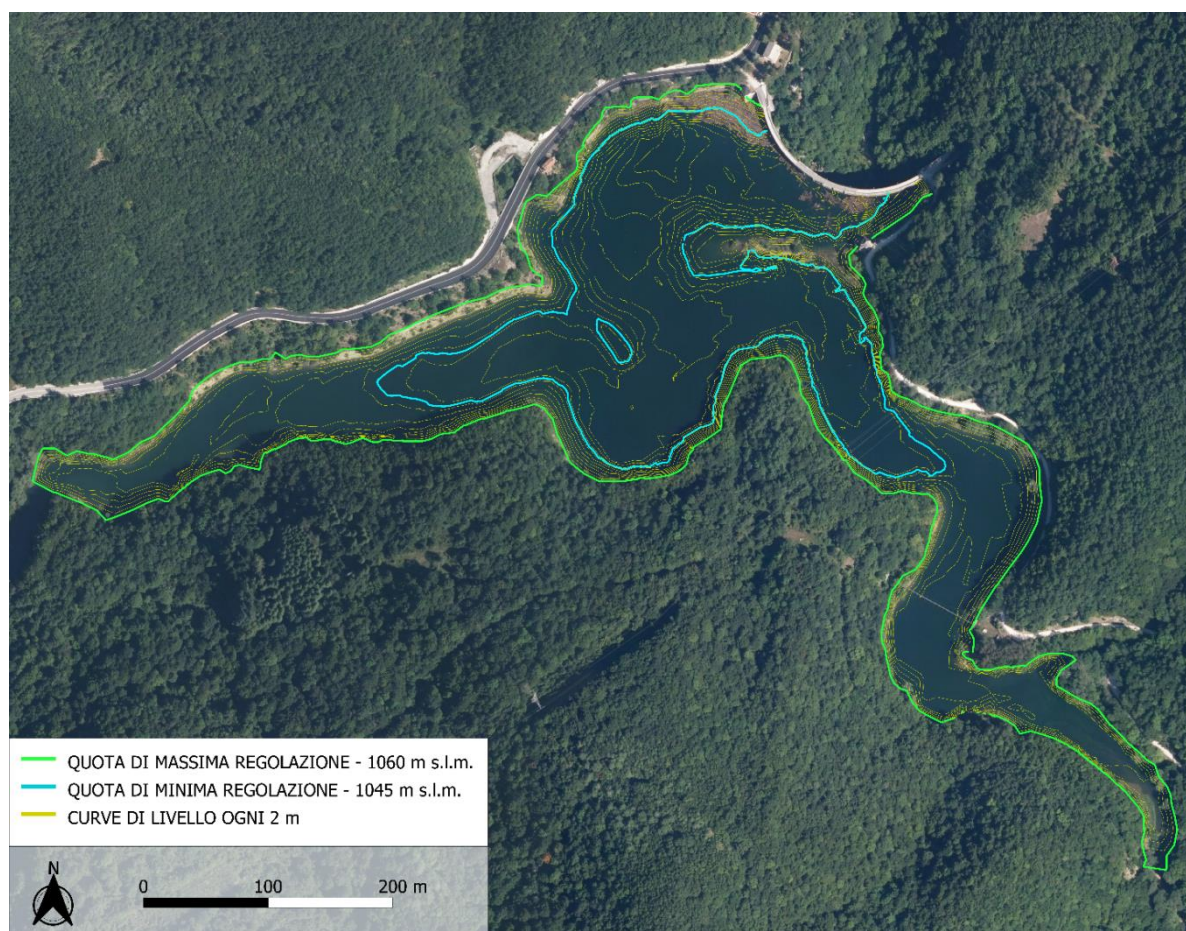 QUOTA DI MASSIMA REGOLAZIONE - 1060 m s.l.m.
QUOTA DI MINIMA REGOLAZIONE - 1045 m s.l.m.
CURVE DI LIVELLO OGNI 2 m
N
0 100 200 m